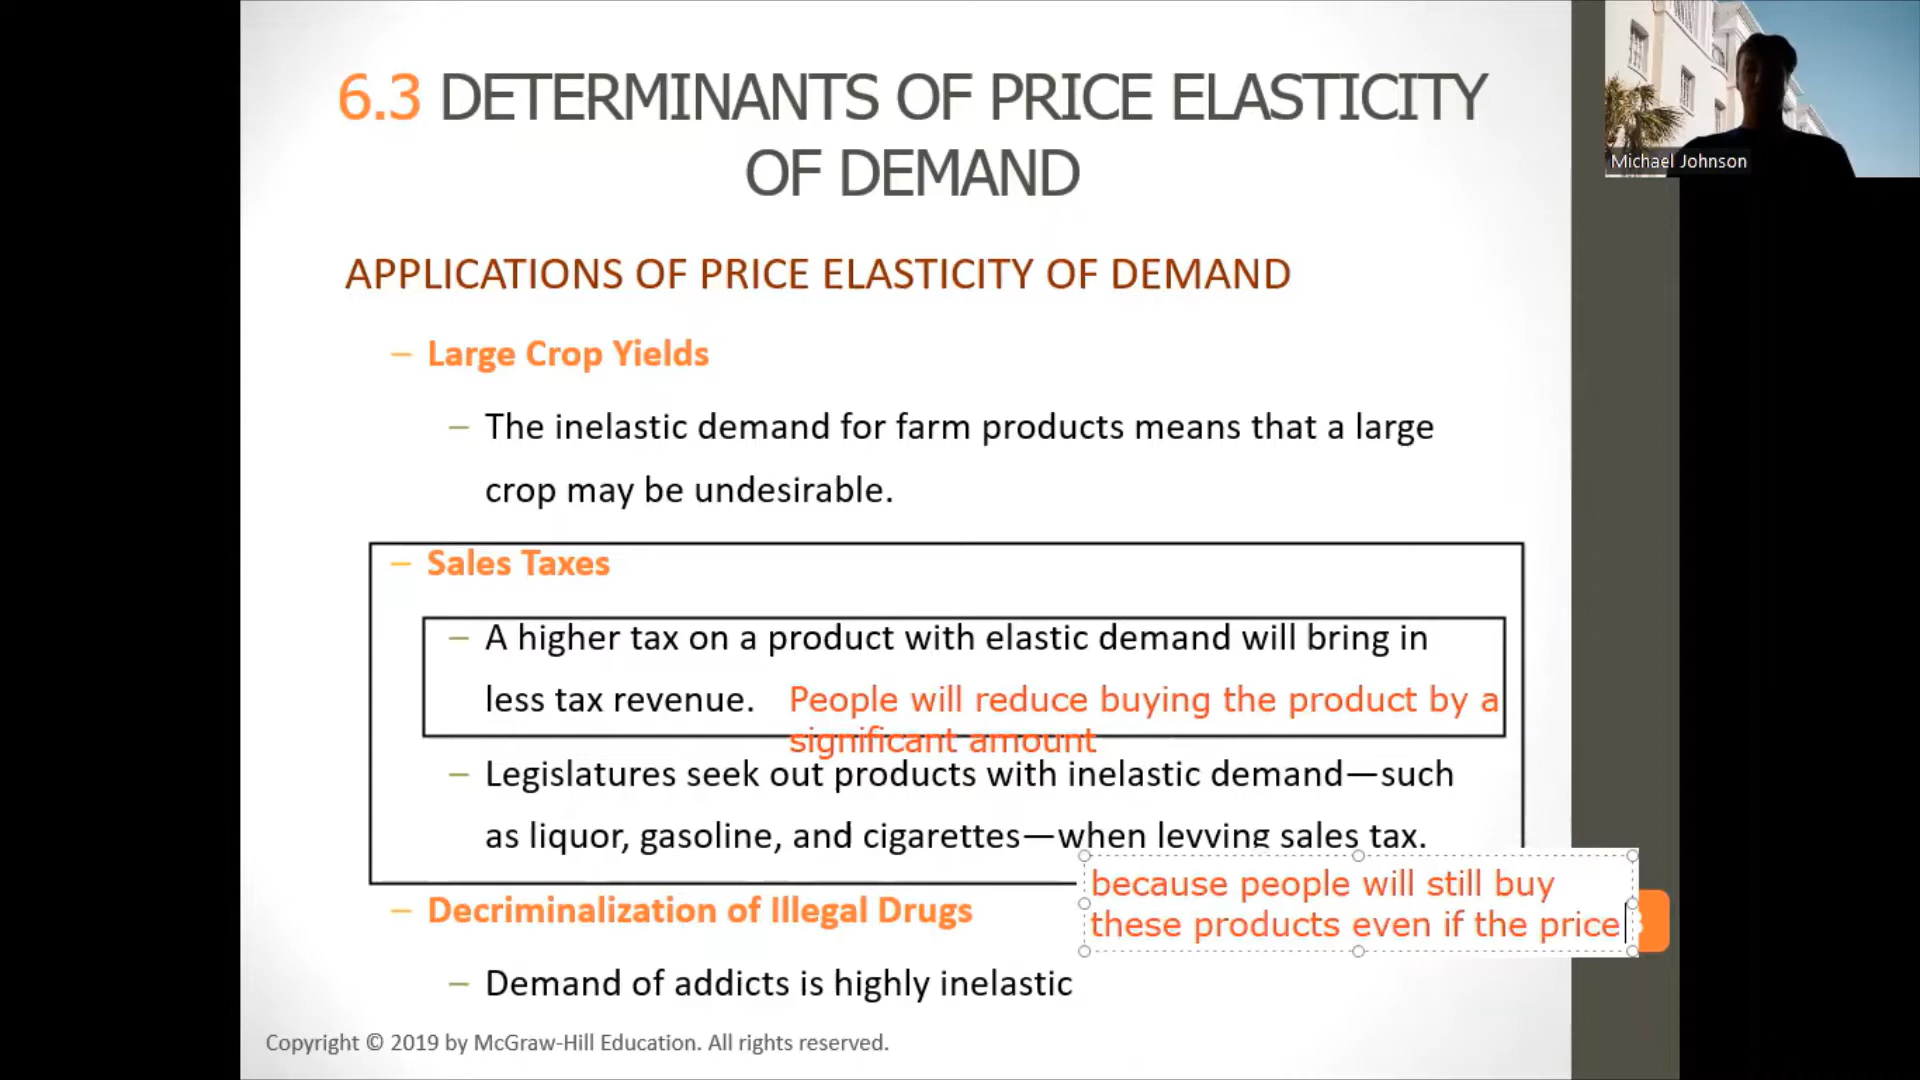 6.3 DETERMINANTS OF PRICE ELASTICITY
OF DEMAND
Michael Johnson
APPLICATIONS OF PRICE ELASTICITY OF DEMAND
– Large Crop Yields
– The inelastic demand for farm products means that a large
crop may be undesirable.
– Sales Taxes
– A higher tax on a product with elastic demand will bring in
less tax revenue. People will reduce buying the product by a
significant amount
– Legislatures seek out products with inelastic demand—such
as liquor, gasoline, and cigarettes—when levying sales tax.
because people will still buy
these products even if the price
– Decriminalization of Illegal Drugs
– Demand of addicts is highly inelastic
Copyright © 2019 by McGraw-Hill Education. All rights reserved.